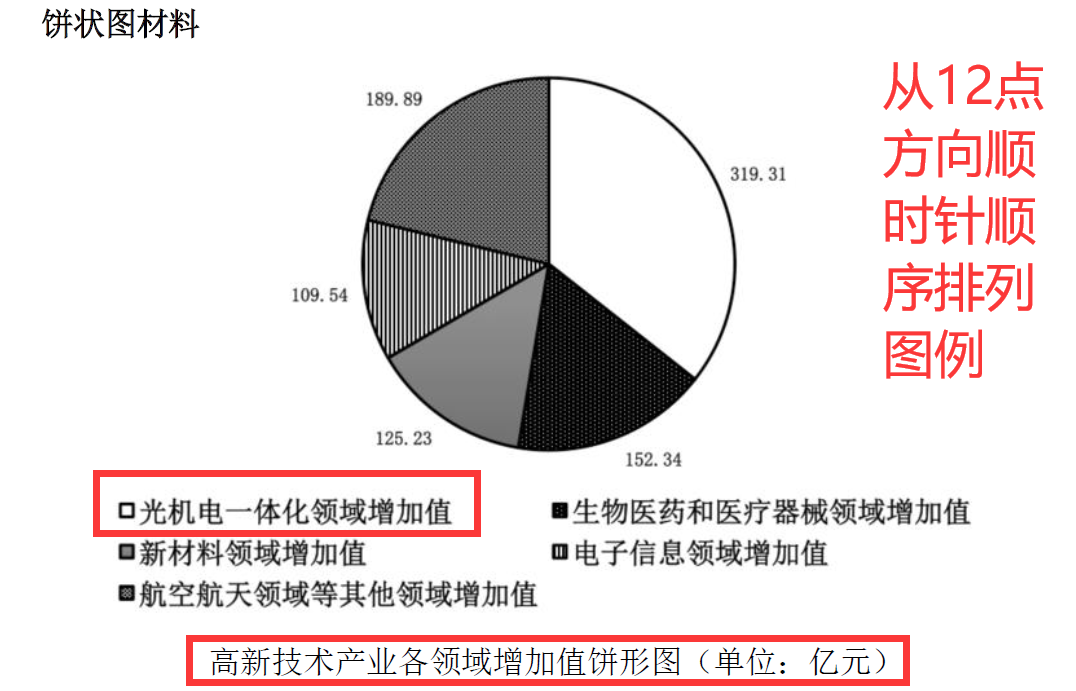 饼状图材料
从12点
方向顺
时针顺
序排列
图例
189.89
319.31
109.54
125.23
152.34
光机电一体化领域增加值
生物医药和医疗器械领域增加值
新材料领域增加值
电子信息领域增加值
航空航天领域等其他领域增加值
高新技术产业各领域增加值饼形图（单位：亿元）